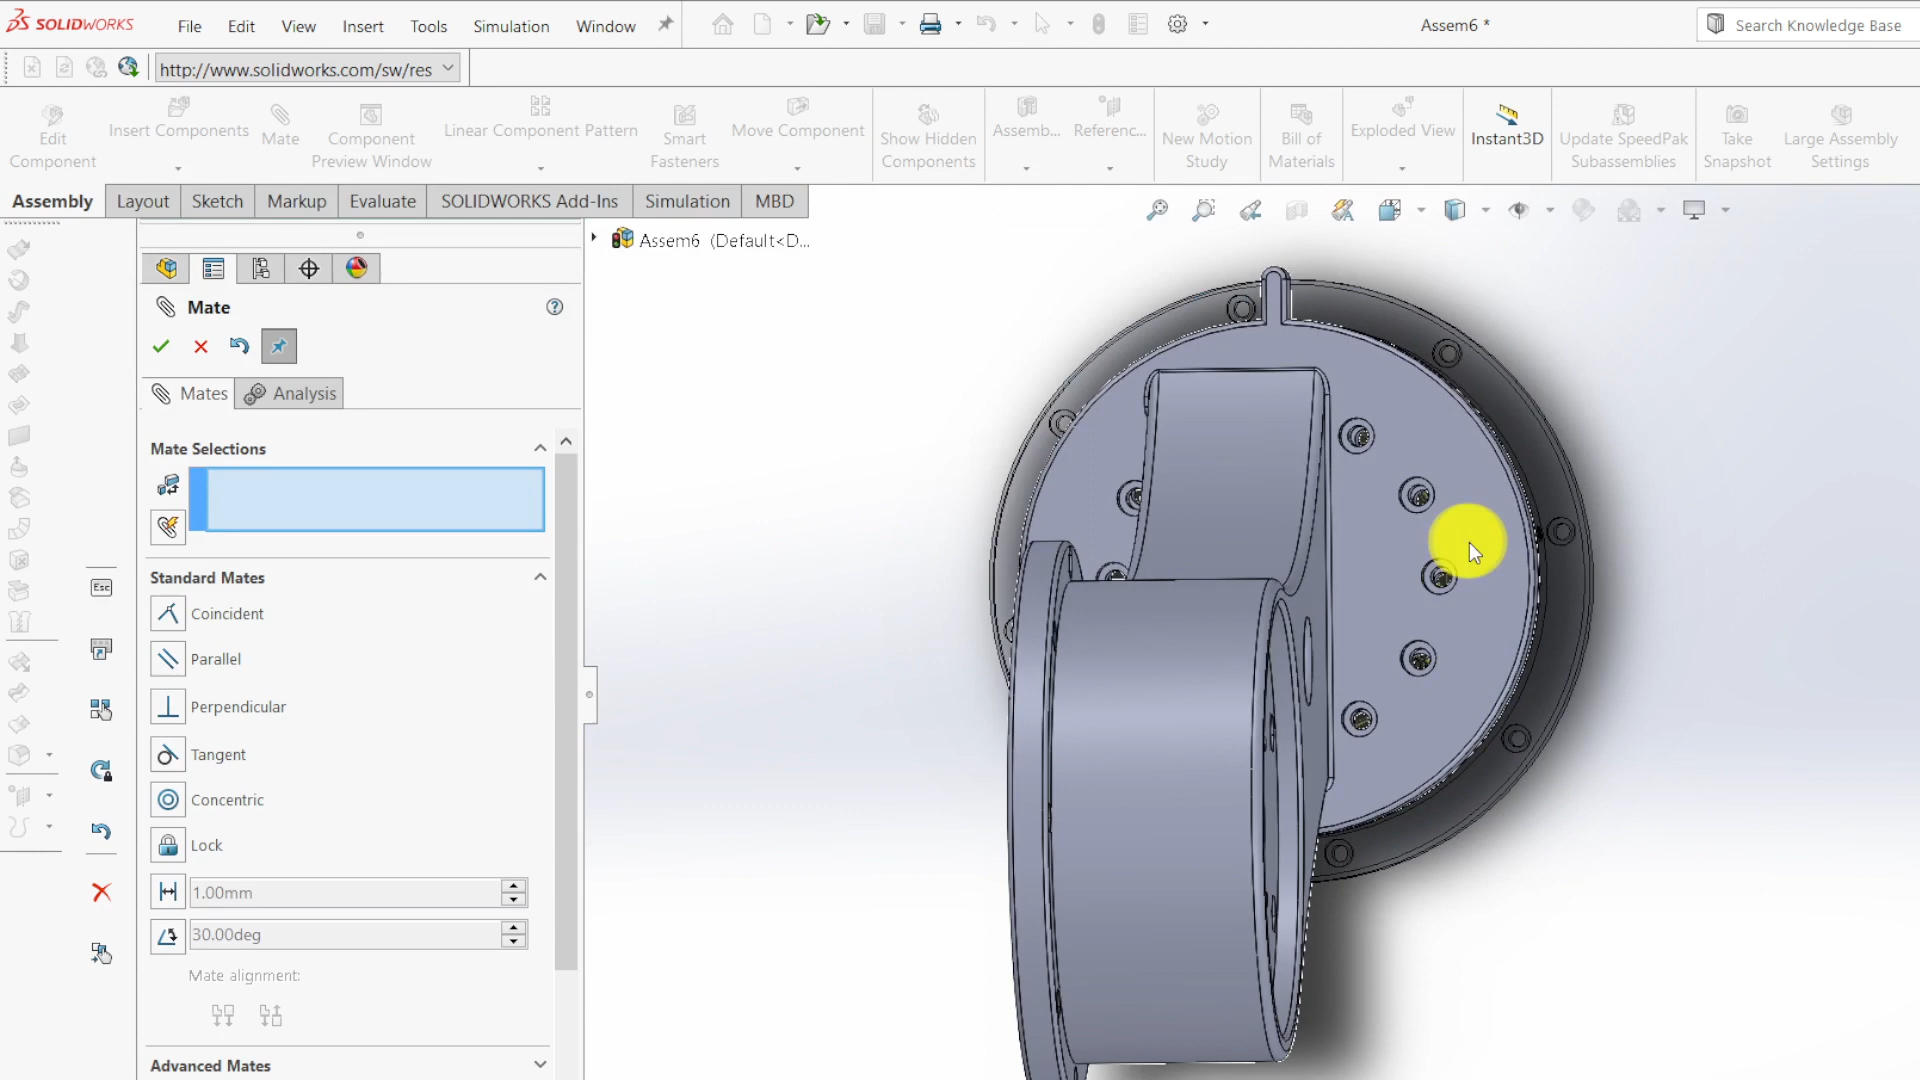 SOLIDWORKS File Edit View Insert Tools Simulation Window Assem6 * Search Knowledge Base
http://www.solidworks.com/sw/res
Edit Component
Insert Components
Mate
Component Preview Window
Linear Component Pattern
Smart Fasteners
Move Component
Show Hidden Components
Assemb...
Referenc...
New Motion Study
Bill of Materials
Exploded View
Instant3D
Update SpeedPak Subassemblies
Take Snapshot
Large Assembly Settings
Assembly Layout Sketch Markup Evaluate SOLIDWORKS Add-Ins Simulation MBD
Assem6 (Default<D...
Mate
Mates Analysis
Mate Selections
Standard Mates
Esc
Coincident
Parallel
Perpendicular
Tangent
Concentric
Lock
1.00mm
30.00deg
Mate alignment:
Advanced Mates